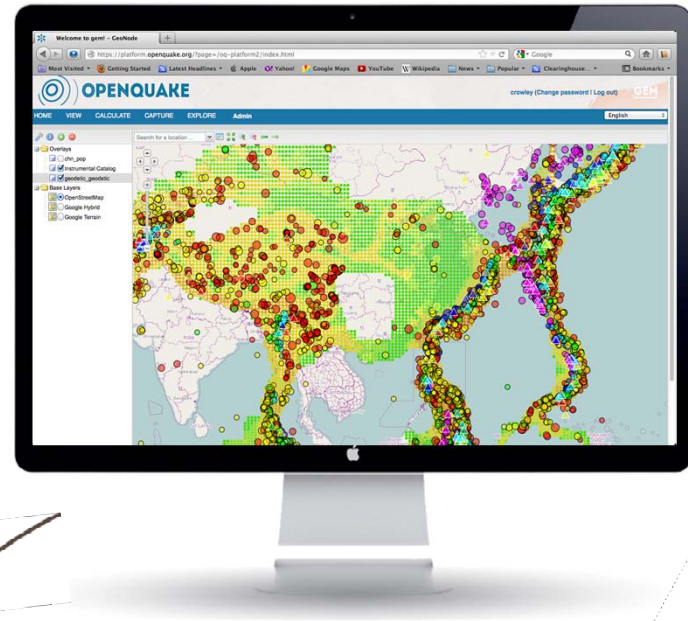 Welcome to gem! - GeoNode
https://platform.openquake.org/?page=/oq-platform2/index.html
Google
Most Visited Getting Started Latest Headlines Apple Yahoo! Google Maps YouTube Wikipedia News Popular Clearinghouse... Bookmarks
OPENQUAKE
crowley (Change password | Log out)
GEM
HOME VIEW CALCULATE CAPTURE EXPLORE Admin
English
Search for a location ...
Overlays
chn_pop
Instrumental Catalog
geodetic_geodetic
Base Layers
OpenStreetMap
Google Hybrid
Google Terrain
India